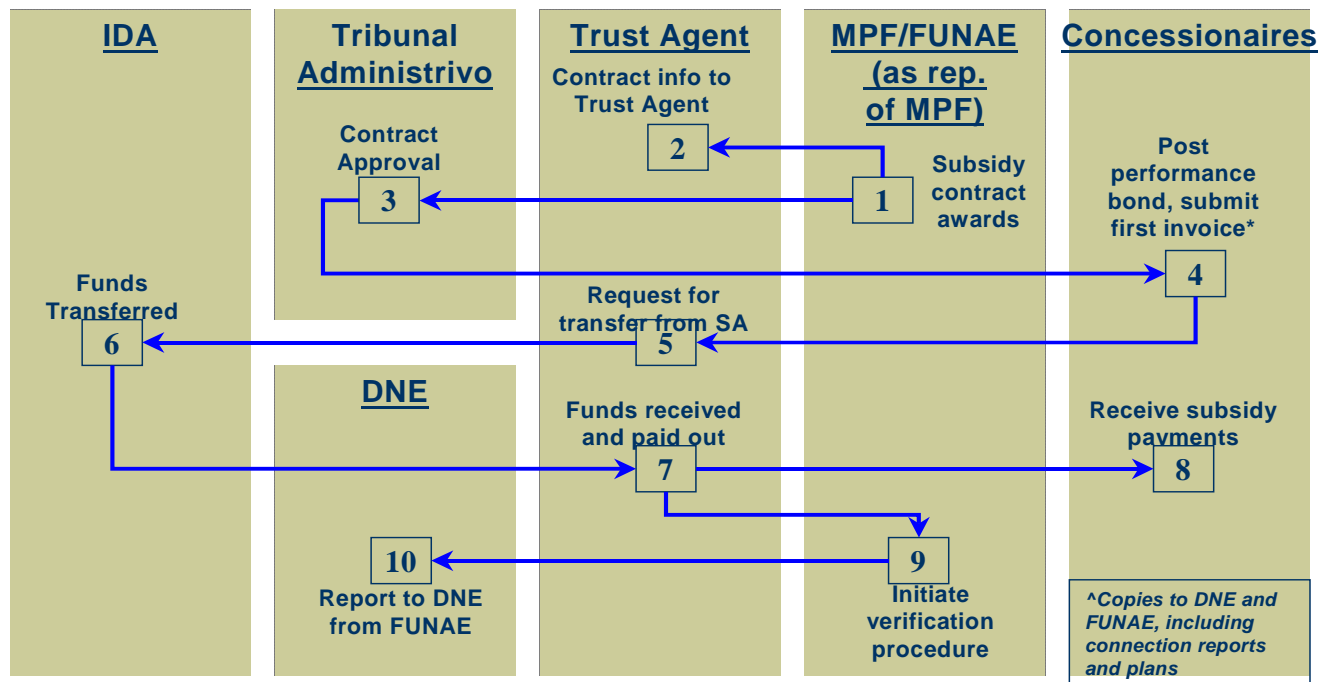 IDA
Tribunal
Administrivo
Trust Agent
MPF/FUNAE
(as rep.
of MPF)
Concessionaires
Contract info to
Trust Agent
2
Contract
Approval
3
1
Subsidy
contract
awards
Post
performance
bond, submit
first invoice*
4
Funds
Transferred
6
Request for
transfer from SA
5
DNE
Funds received
and paid out
7
Receive subsidy
payments
8
10
Report to DNE
from FUNAE
9
Initiate
verification
procedure
^Copies to DNE and
FUNAE, including
connection reports
and plans